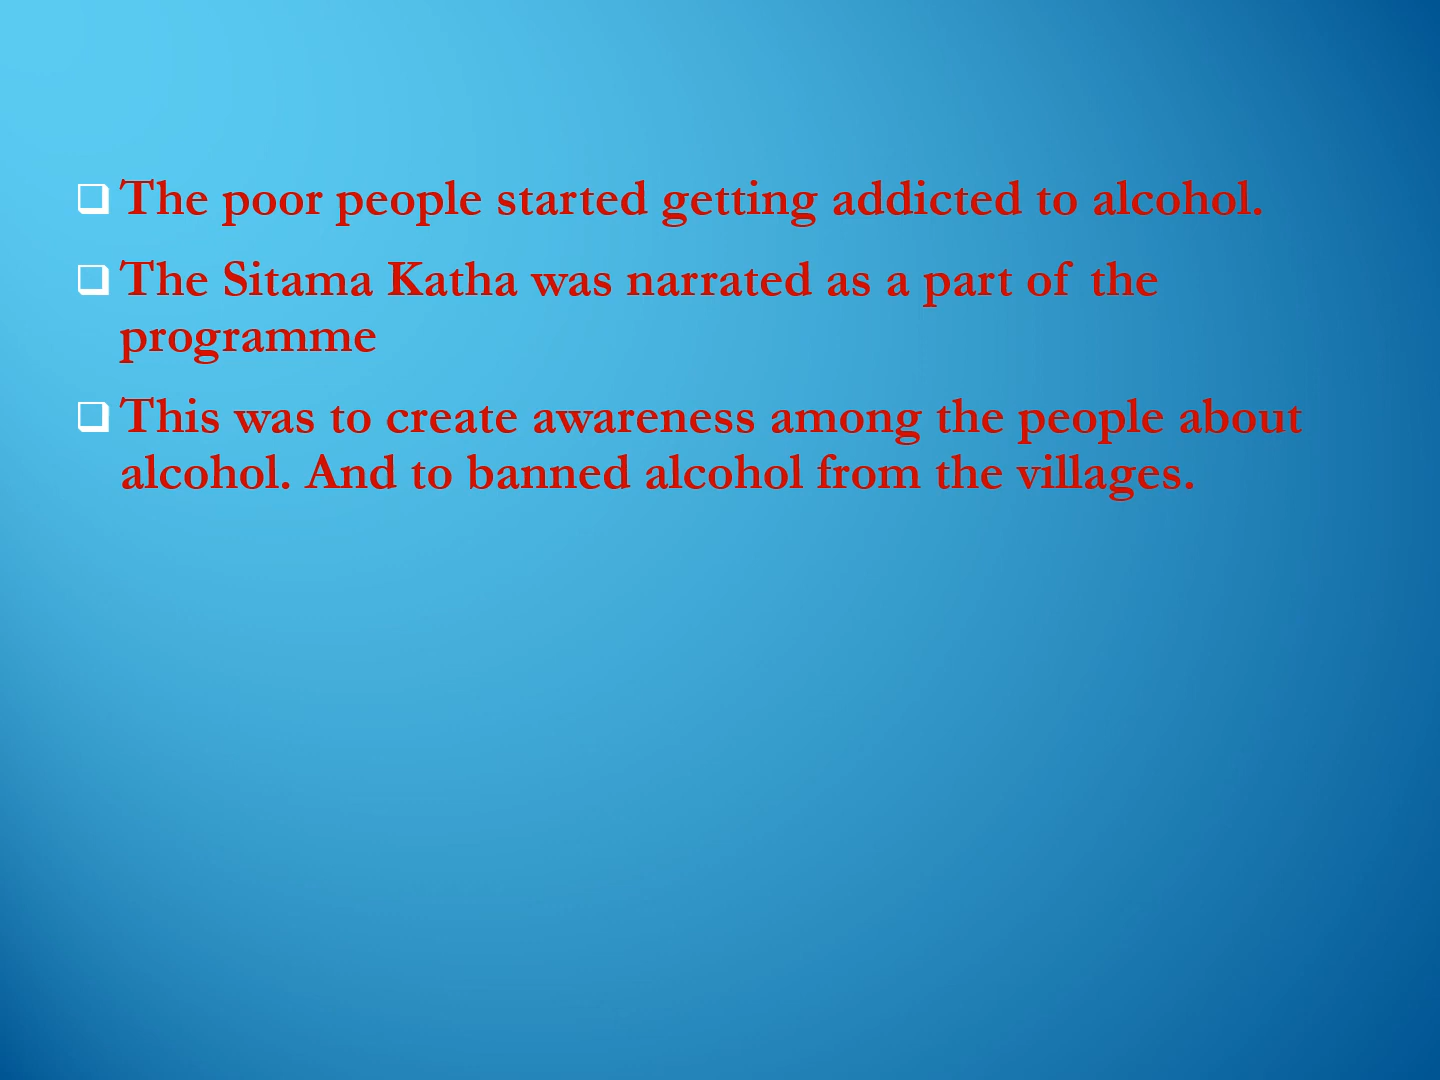 The poor people started getting addicted to alcohol.
The Sitama Katha was narrated as a part of the
programme
This was to create awareness among the people about
alcohol. And to banned alcohol from the villages.